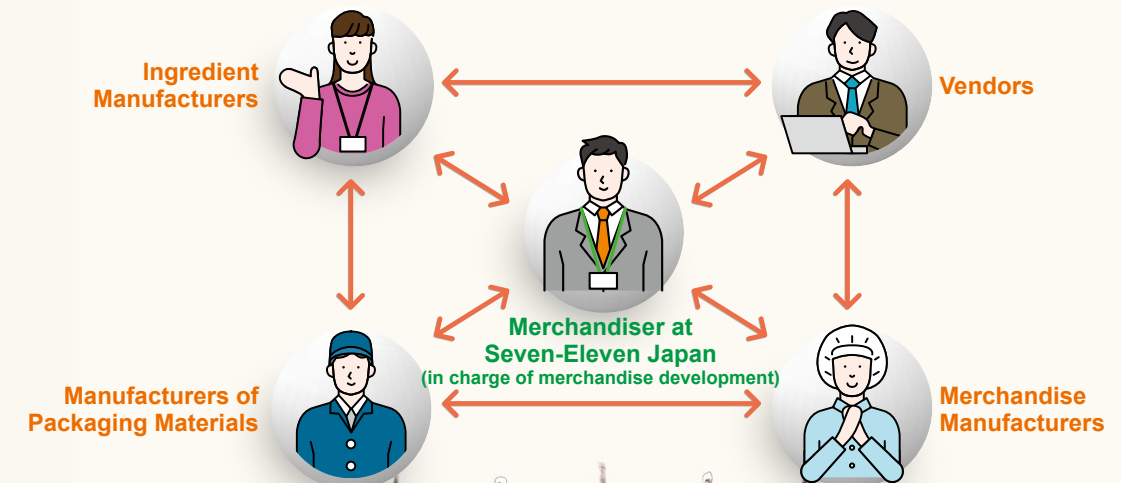 Ingredient
Manufacturers
Vendors
Merchandiser at
Seven-Eleven Japan
(in charge of merchandise development)
Manufacturers of
Packaging Materials
Merchandise
Manufacturers